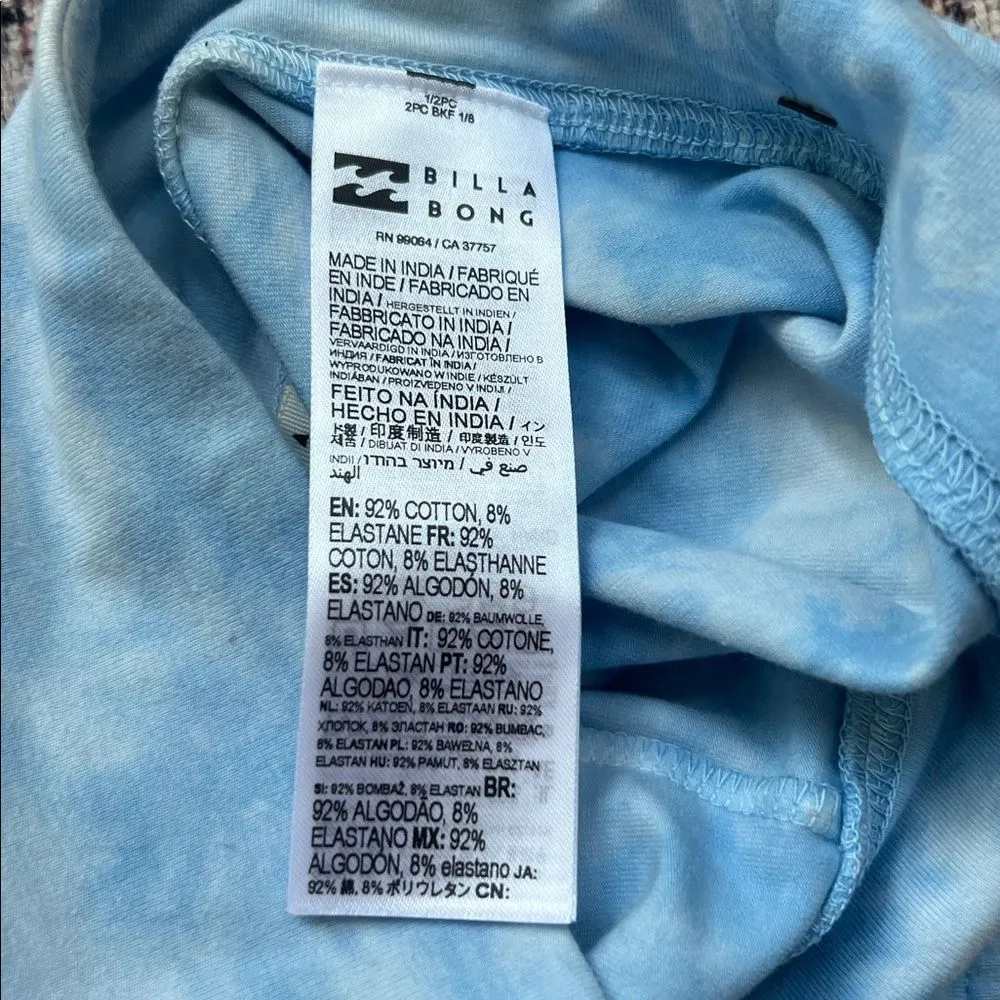 1/2PC
2PC BKF 1/8
BILLA
BONG
RN 99064 / CA 37757
MADE IN INDIA / FABRIQUÉ
EN INDE / FABRICADO EN
INDIA / HERGESTELLT IN INDIEN /
FABBRICATO IN INDIA /
FABRICADO NA INDIA /
VERVAARDIGD IN INDIA / ИЗГОТОВЛЕНО В
ИНДИЯ / FABRICAT ÎN INDIA /
WYPRODUKOWANO W INDIE / KÉSZÜLT
INDIÁBAN / PROIZVEDENO V INDIJI /
FEITO NA ÍNDIA /
HECHO EN INDIA / イン
ド製 / 印度制造 / 印度製造 / 인도
제품 / DIBUAT DI INDIA / VYROBENO V
INDII / מיוצר בהודו / صنع في
الهند
EN: 92% COTTON, 8%
ELASTANE FR: 92%
COTON, 8% ELASTHANNE
ES: 92% ALGODÓN, 8%
ELASTANO DE: 92% BAUMWOLLE,
8% ELASTHAN IT: 92% COTONE,
8% ELASTAN PT: 92%
ALGODAO, 8% ELASTANO
NL: 92% KATOEN, 8% ELASTAAN RU: 92%
ХЛОПОК, 8% ЭЛАСТАН RO: 92% BUMBAC,
8% ELASTAN PL: 92% BAWEŁNA, 8%
ELASTAN HU: 92% PAMUT, 8% ELASZTAN
SI: 92% BOMBAŽ, 8% ELASTAN BR:
92% ALGODÃO, 8%
ELASTANO MX: 92%
ALGODÓN, 8% elastano JA:
92% 綿, 8% ポリウレタン CN: